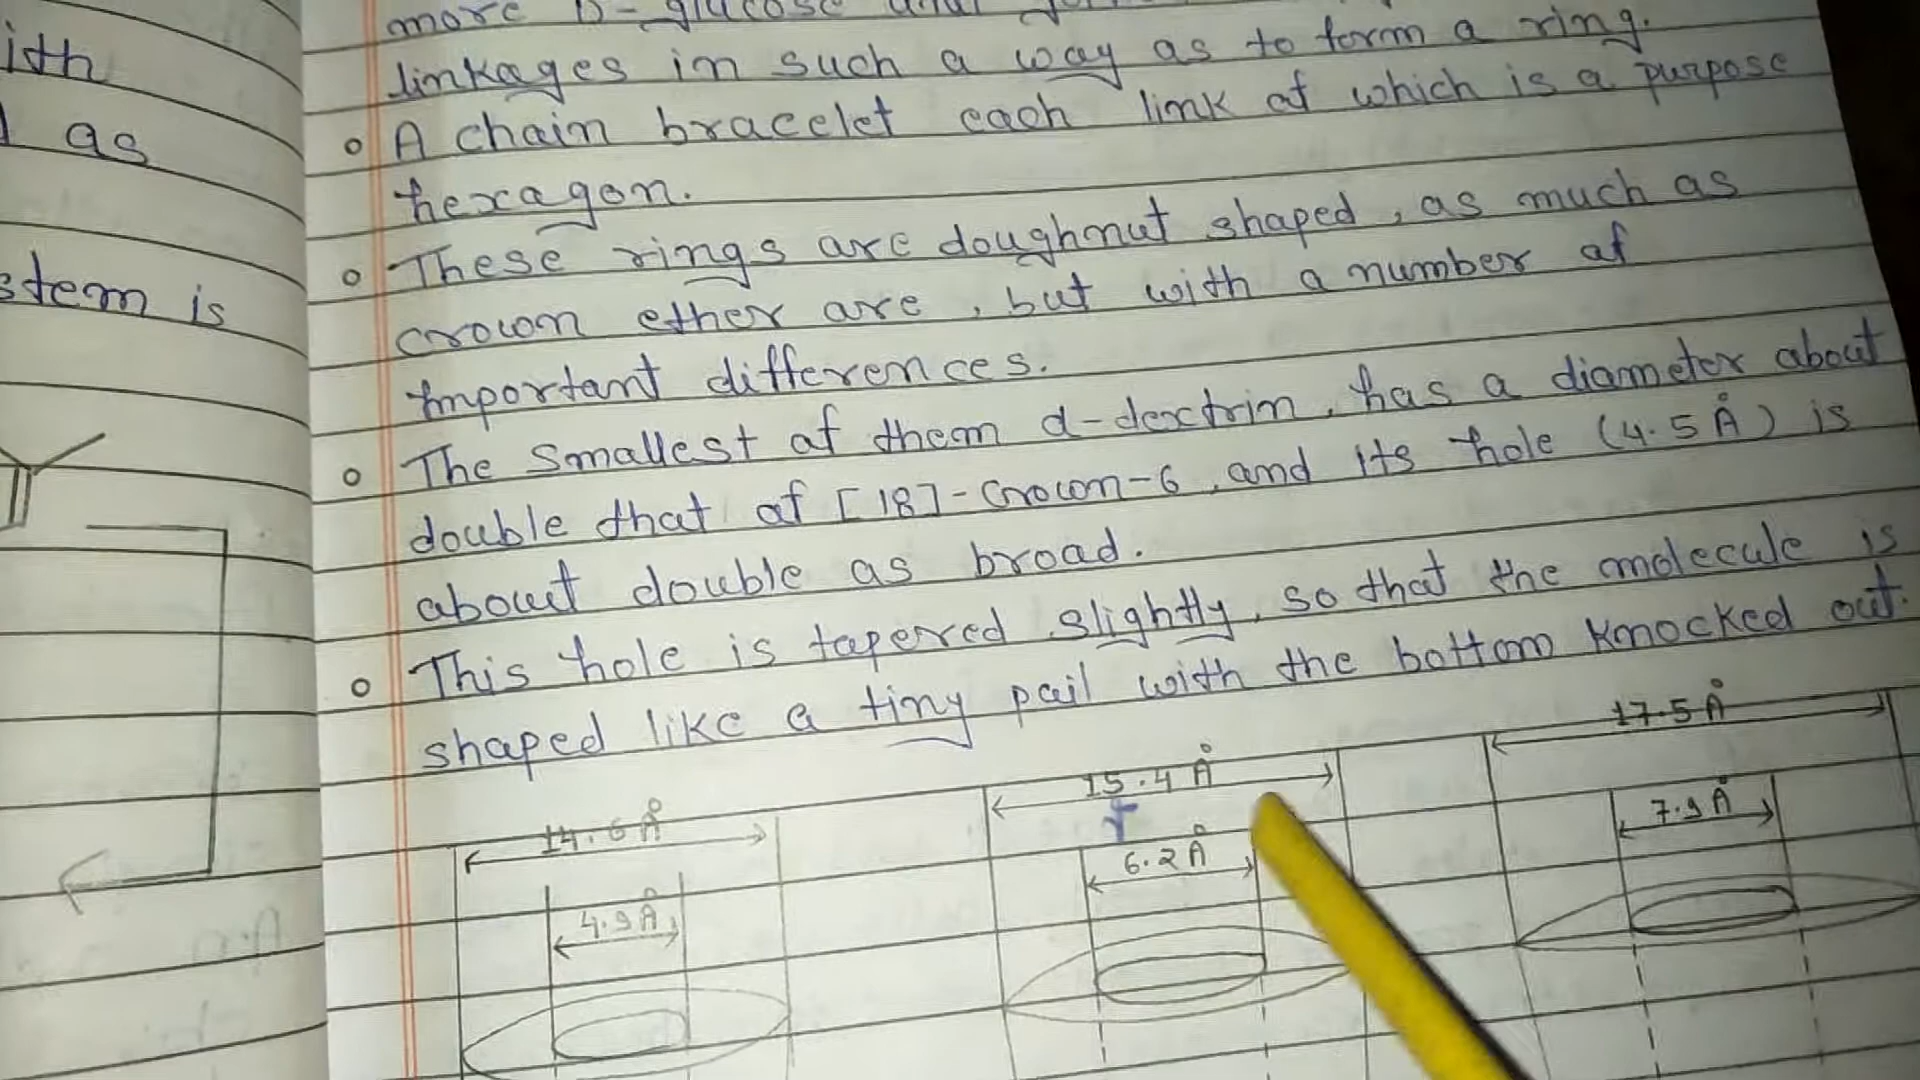 ith
as
stem is
more D-glucose and
linkages in such a way as to form a ring.
o A chain bracelet each link of which is a purpose
hexagon.
o These rings are doughnut shaped, as much as
crown ether are, but with a number of
Important differences.
o The smallest of them α-dextrin, has a diameter about
double that of [18]-Crown-6, and its hole (4.5 Å) is
about double as broad.
o This hole is tapered slightly, so that the molecule is
shaped like a tiny pail with the bottom knocked out.
14.6 Å 15.4 Å 17.5 Å
4.9 Å 6.2 Å 7.9 Å